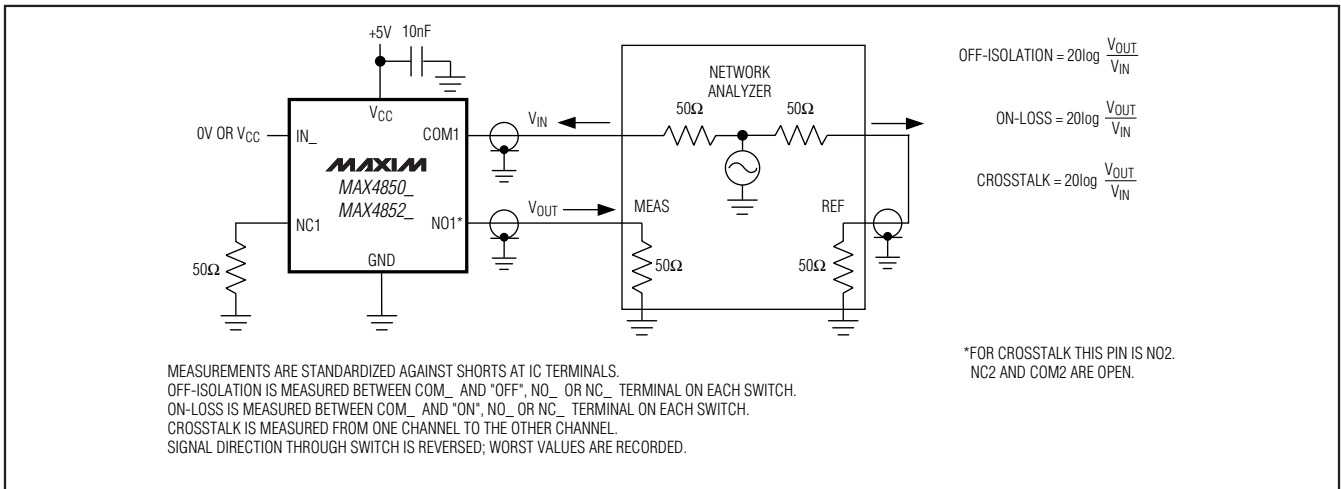 +5V 10nF
VCC
0V OR VCC
IN_
COM1
MAXIM
MAX4850_
MAX4852_
NC1
NO1*
GND
50Ω
VIN
VOUT
NETWORK
ANALYZER
50Ω 50Ω
MEAS REF
50Ω 50Ω
OFF-ISOLATION = 20log VOUT
VIN
ON-LOSS = 20log VOUT
VIN
CROSSTALK = 20log VOUT
VIN
*FOR CROSSTALK THIS PIN IS NO2.
NC2 AND COM2 ARE OPEN.
MEASUREMENTS ARE STANDARDIZED AGAINST SHORTS AT IC TERMINALS.
OFF-ISOLATION IS MEASURED BETWEEN COM_ AND "OFF", NO_ OR NC_ TERMINAL ON EACH SWITCH.
ON-LOSS IS MEASURED BETWEEN COM_ AND "ON", NO_ OR NC_ TERMINAL ON EACH SWITCH.
CROSSTALK IS MEASURED FROM ONE CHANNEL TO THE OTHER CHANNEL.
SIGNAL DIRECTION THROUGH SWITCH IS REVERSED; WORST VALUES ARE RECORDED.